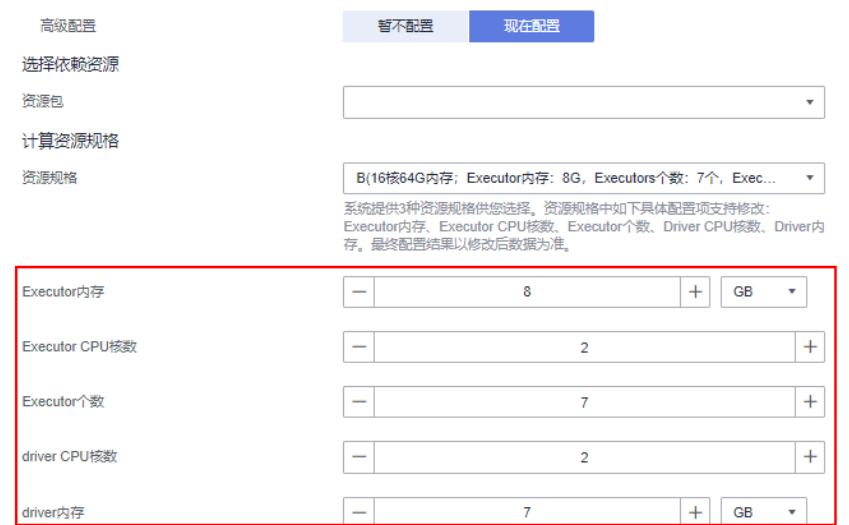 高级配置 暂不配置 现在配置
选择依赖资源
资源包
计算资源规格
资源规格 B(16核64G内存；Executor内存：8G，Executors个数：7个，Exec...
系统提供3种资源规格供您选择。资源规格中如下具体配置项支持修改：
Executor内存、Executor CPU核数、Executor个数、Driver CPU核数、Driver内
存。最终配置结果以修改后数据为准。
Executor内存 8 GB
Executor CPU核数 2
Executor个数 7
driver CPU核数 2
driver内存 7 GB